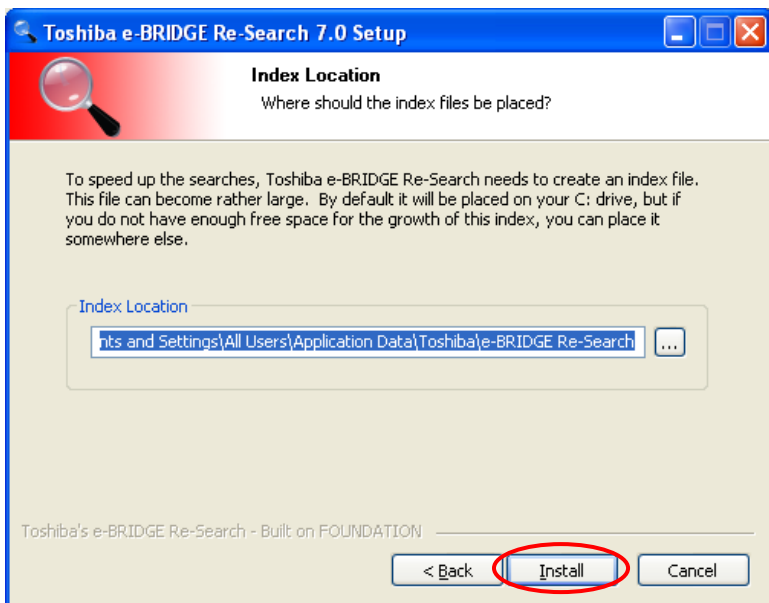 Toshiba e-BRIDGE Re-Search 7.0 Setup
Index Location
Where should the index files be placed?
To speed up the searches, Toshiba e-BRIDGE Re-Search needs to create an index file.
This file can become rather large.  By default it will be placed on your C: drive, but if
you do not have enough free space for the growth of this index, you can place it
somewhere else.
Index Location
nts and Settings\All Users\Application Data\Toshiba\e-BRIDGE Re-Search
...
Toshiba's e-BRIDGE Re-Search - Built on FOUNDATION
< Back
Install
Cancel